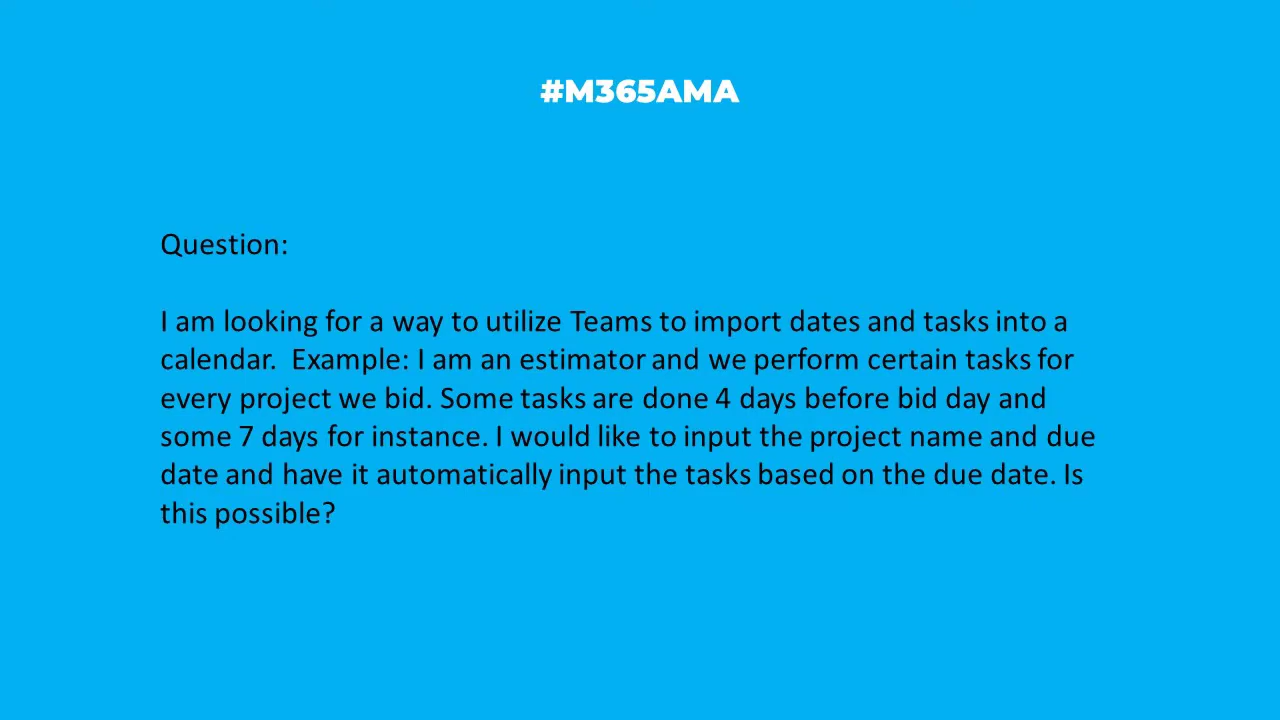 #M365AMA
Question:
I am looking for a way to utilize Teams to import dates and tasks into a
calendar.  Example: I am an estimator and we perform certain tasks for
every project we bid. Some tasks are done 4 days before bid day and
some 7 days for instance. I would like to input the project name and due
date and have it automatically input the tasks based on the due date. Is
this possible?